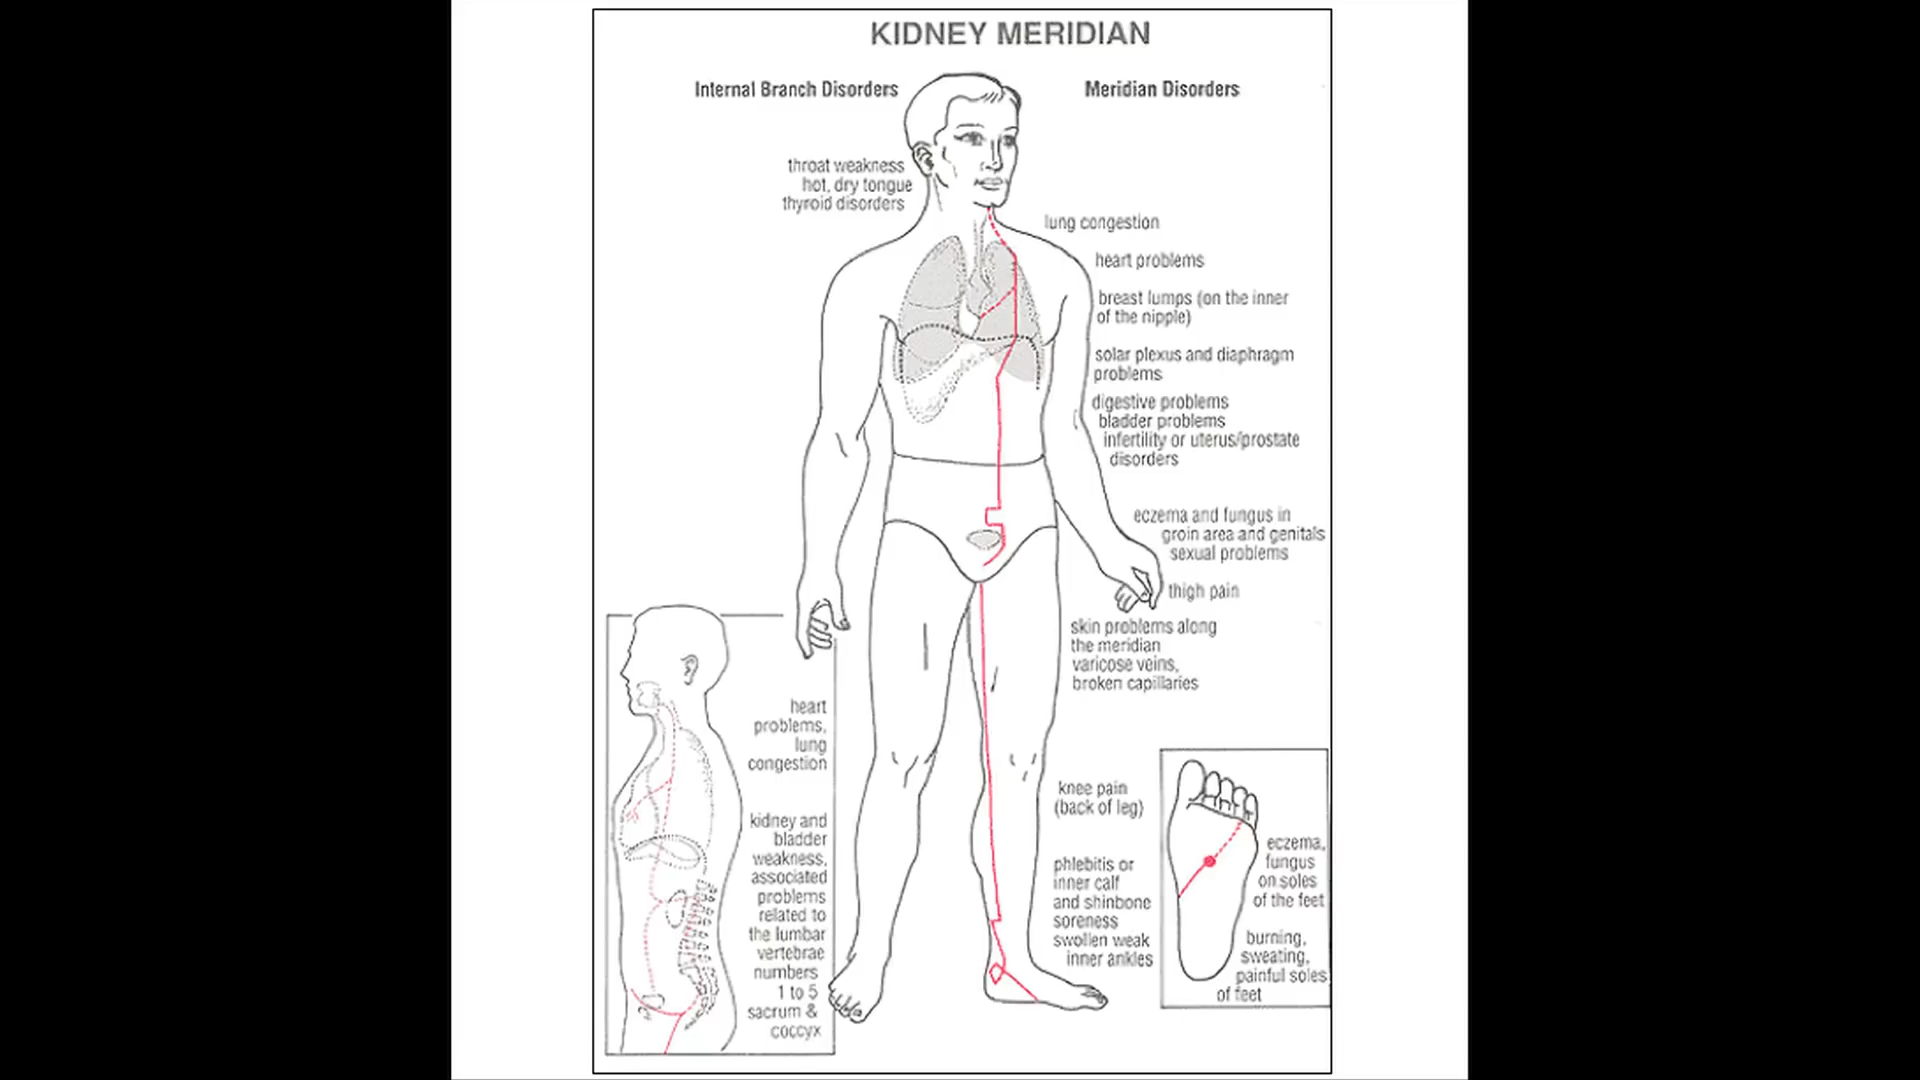 KIDNEY MERIDIAN
Internal Branch Disorders
Meridian Disorders
throat weakness
hot, dry tongue
thyroid disorders
lung congestion
heart problems
breast lumps (on the inner
of the nipple)
solar plexus and diaphragm
problems
digestive problems
bladder problems
infertility or uterus/prostate
disorders
eczema and fungus in
groin area and genitals
sexual problems
thigh pain
skin problems along
the meridian
varicose veins,
broken capillaries
knee pain
(back of leg)
phlebitis or
inner calf
and shinbone
soreness
swollen weak
inner ankles
heart
problems,
lung
congestion
kidney and
bladder
weakness,
associated
problems
related to
the lumbar
vertebrae
numbers
1 to 5
sacrum &
coccyx
eczema,
fungus
on soles
of the feet
burning,
sweating,
painful soles
of feet